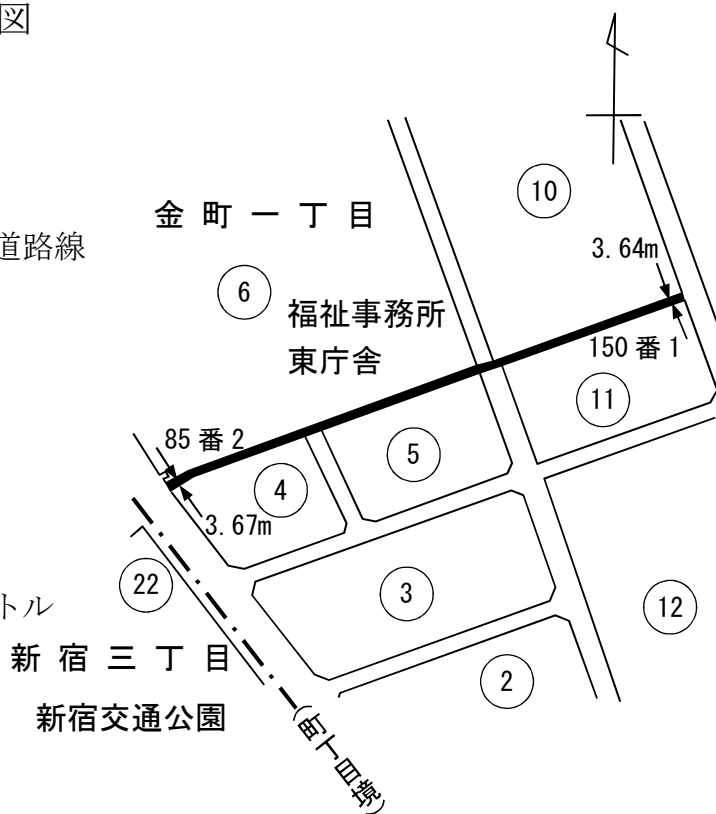 図
10
金町一丁目
道路線
3.64m
6
福祉事務所
東庁舎
150番1
11
85番2
5
4
3.67m
22
3
トル
12
新宿三丁目
2
新宿交通公園
(町丁目境)